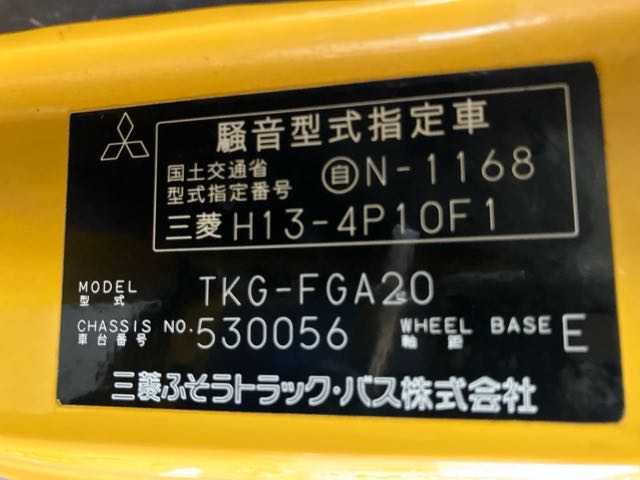 騒音型式指定車
国土交通省
型式指定番号 自N-1168
三菱 H13-4P10F1
MODEL
型式 TKG-FGA20
CHASSIS NO. 530056 WHEEL BASE E
車台番号 軸距
三菱ふそうトラック・バス株式会社